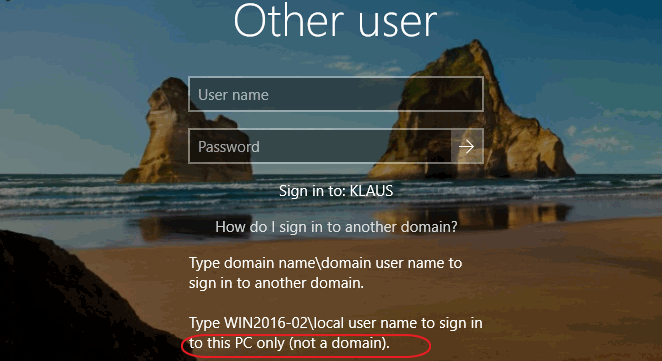 Other user
User name
Password
Sign in to: KLAUS
How do I sign in to another domain?
Type domain name\domain user name to
sign in to another domain.
Type WIN2016-02\local user name to sign in
to this PC only (not a domain).